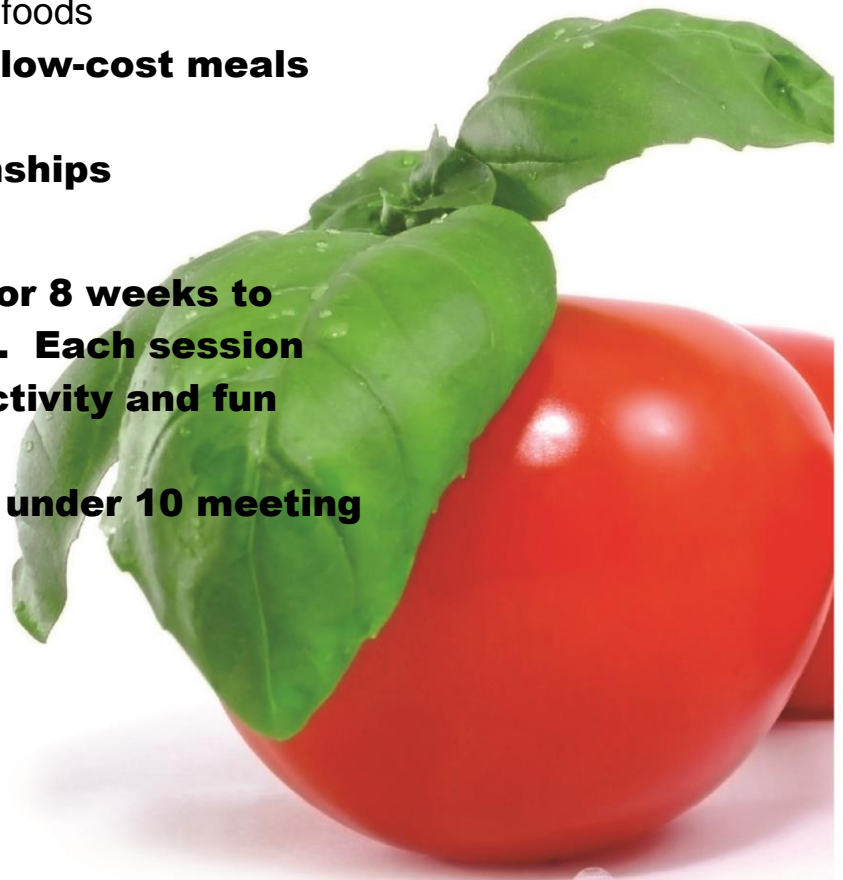 foods
low-cost meals
nships
or 8 weeks to
. Each session
ctivity and fun
under 10 meeting